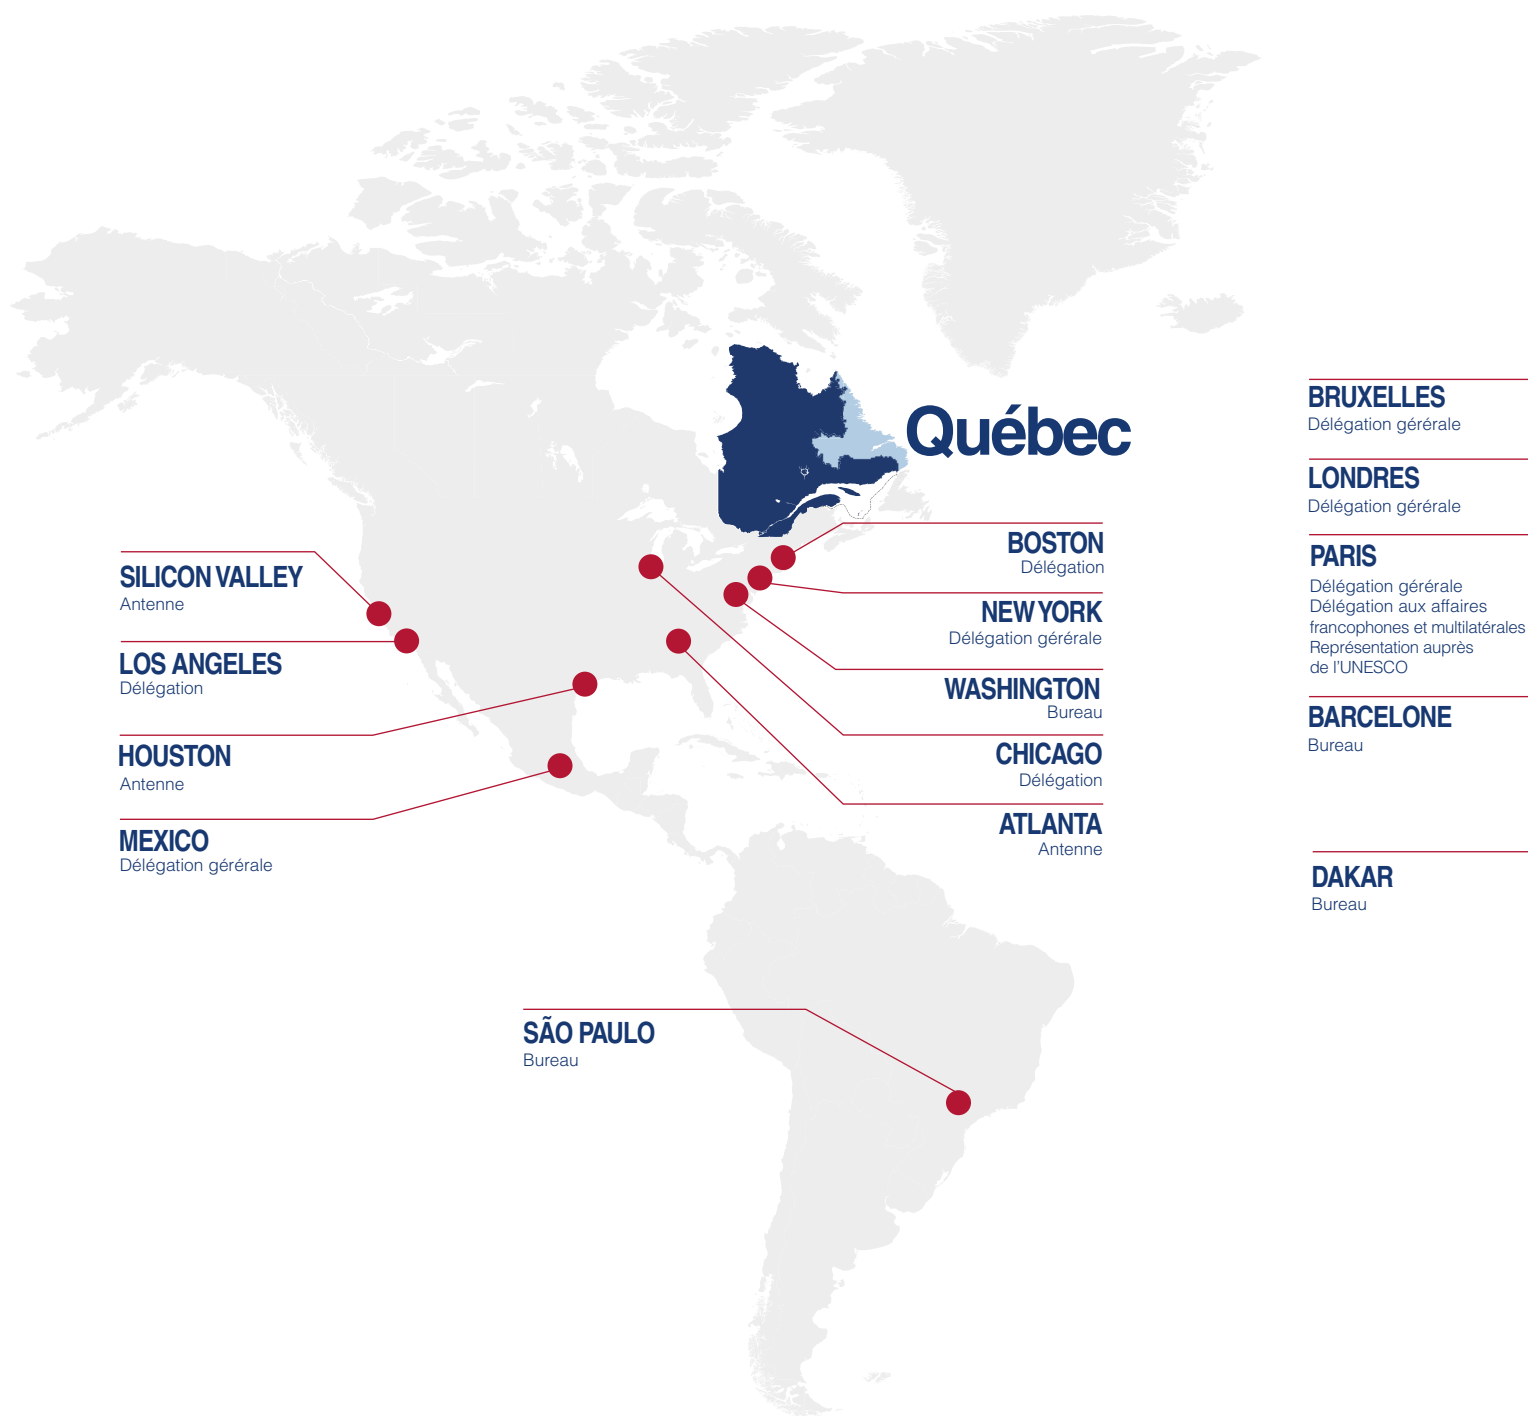 Québec
SILICON VALLEY
Antenne
LOS ANGELES
Délégation
HOUSTON
Antenne
MEXICO
Délégation gérérale
BOSTON
Délégation
NEW YORK
Délégation gérérale
WASHINGTON
Bureau
CHICAGO
Délégation
ATLANTA
Antenne
SÃO PAULO
Bureau
BRUXELLES
Délégation gérérale
LONDRES
Délégation gérérale
PARIS
Délégation gérérale
Délégation aux affaires
francophones et multilatérales
Représentation auprès
de l'UNESCO
BARCELONE
Bureau
DAKAR
Bureau